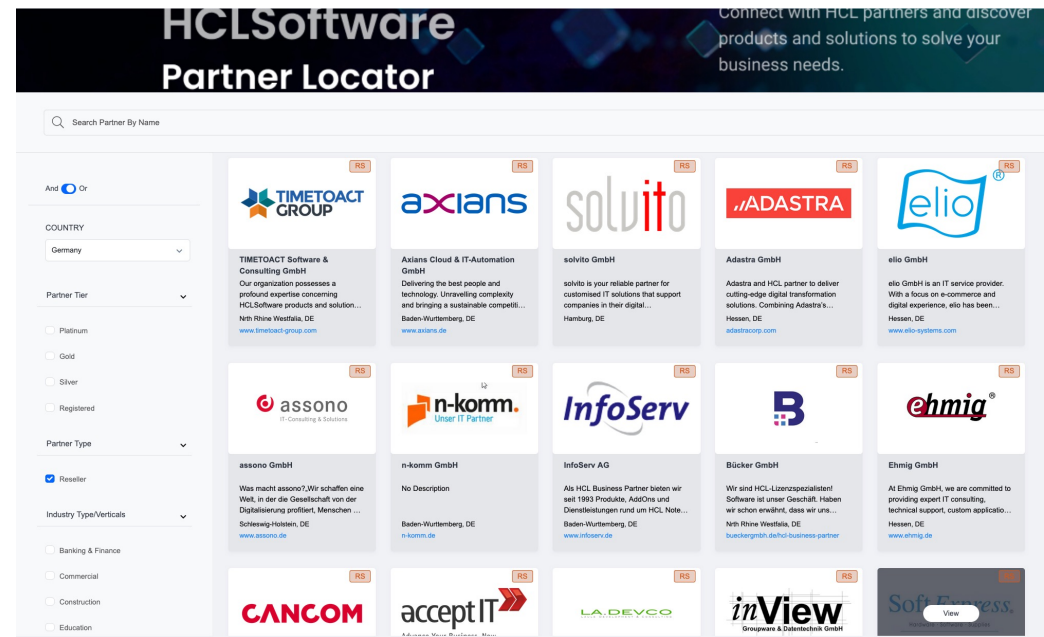 HCLSoftware
Partner Locator
Connect with HCL partners and discover
products and solutions to solve your
business needs.
Search Partner By Name
And Or
COUNTRY
Germany
Partner Tier
Platinum
Gold
Silver
Registered
Partner Type
Reseller
Industry Type/Verticals
Banking & Finance
Commercial
Construction
Education
RS
TIMETOACT
GROUP
TIMETOACT Software &
Consulting GmbH
Our organization possesses a
profound expertise concerning
HCLSoftware products and solution…
Nrth Rhine Westfalia, DE
www.timetoact-group.com
RS
axians
Axians Cloud & IT-Automation
GmbH
Delivering the best people and
technology. Unravelling complexity
and bringing a sustainable competiti…
Baden-Wurttemberg, DE
www.axians.de
RS
solvito
solvito GmbH
solvito is your reliable partner for
customised IT solutions that support
companies in their digital…
Hamburg, DE
RS
ADASTRA
Adastra GmbH
Adastra and HCL partner to deliver
cutting-edge digital transformation
solutions. Combining Adastra's…
Hessen, DE
adastracorp.com
RS
elio®
elio GmbH
elio GmbH is an IT service provider.
With a focus on e-commerce and
digital experience, elio has been…
Hessen, DE
www.elio-systems.com
RS
assono
IT-Consulting & Solutions
assono GmbH
Was macht assono?„Wir schaffen eine
Welt, in der die Gesellschaft von der
Digitalisierung profitiert, Menschen …
Schleswig-Holstein, DE
www.assono.de
RS
n-komm.
Unser IT Partner
n-komm GmbH
No Description
Baden-Wurttemberg, DE
n-komm.de
RS
InfoServ
InfoServ AG
Als HCL Business Partner bieten wir
seit 1993 Produkte, AddOns und
Dienstleistungen rund um HCL Note…
Baden-Wurttemberg, DE
www.infoserv.de
RS
B
Bücker GmbH
Wir sind HCL-Lizenzspezialisten!
Software ist unser Geschäft. Haben
wir schon erwähnt, dass wir uns…
Nrth Rhine Westfalia, DE
bueckergmbh.de/hcl-business-partner
RS
ehmig®
Ehmig GmbH
At Ehmig GmbH, we are committed to
providing expert IT consulting,
technical support, custom applicatio…
Hessen, DE
www.ehmig.de
RS
CANCOM
RS
accept IT
Advance Your Business. Now.
RS
LA.DEVCO
RS
inView
Groupware & Datentechnik GmbH
Soft Express,
View